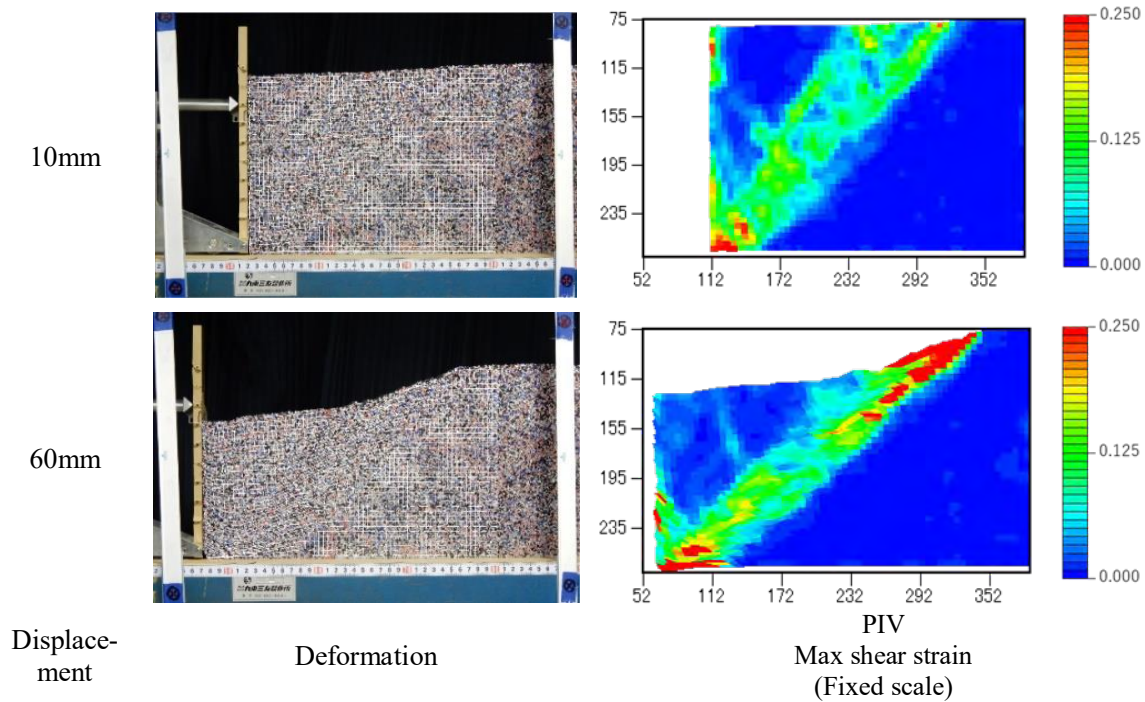 10mm
75
115
155
195
235
52 112 172 232 292 352
0.250
0.125
0.000
60mm
75
115
155
195
235
52 112 172 232 292 352
0.250
0.125
0.000
Displace-
ment
Deformation
PIV
Max shear strain
(Fixed scale)